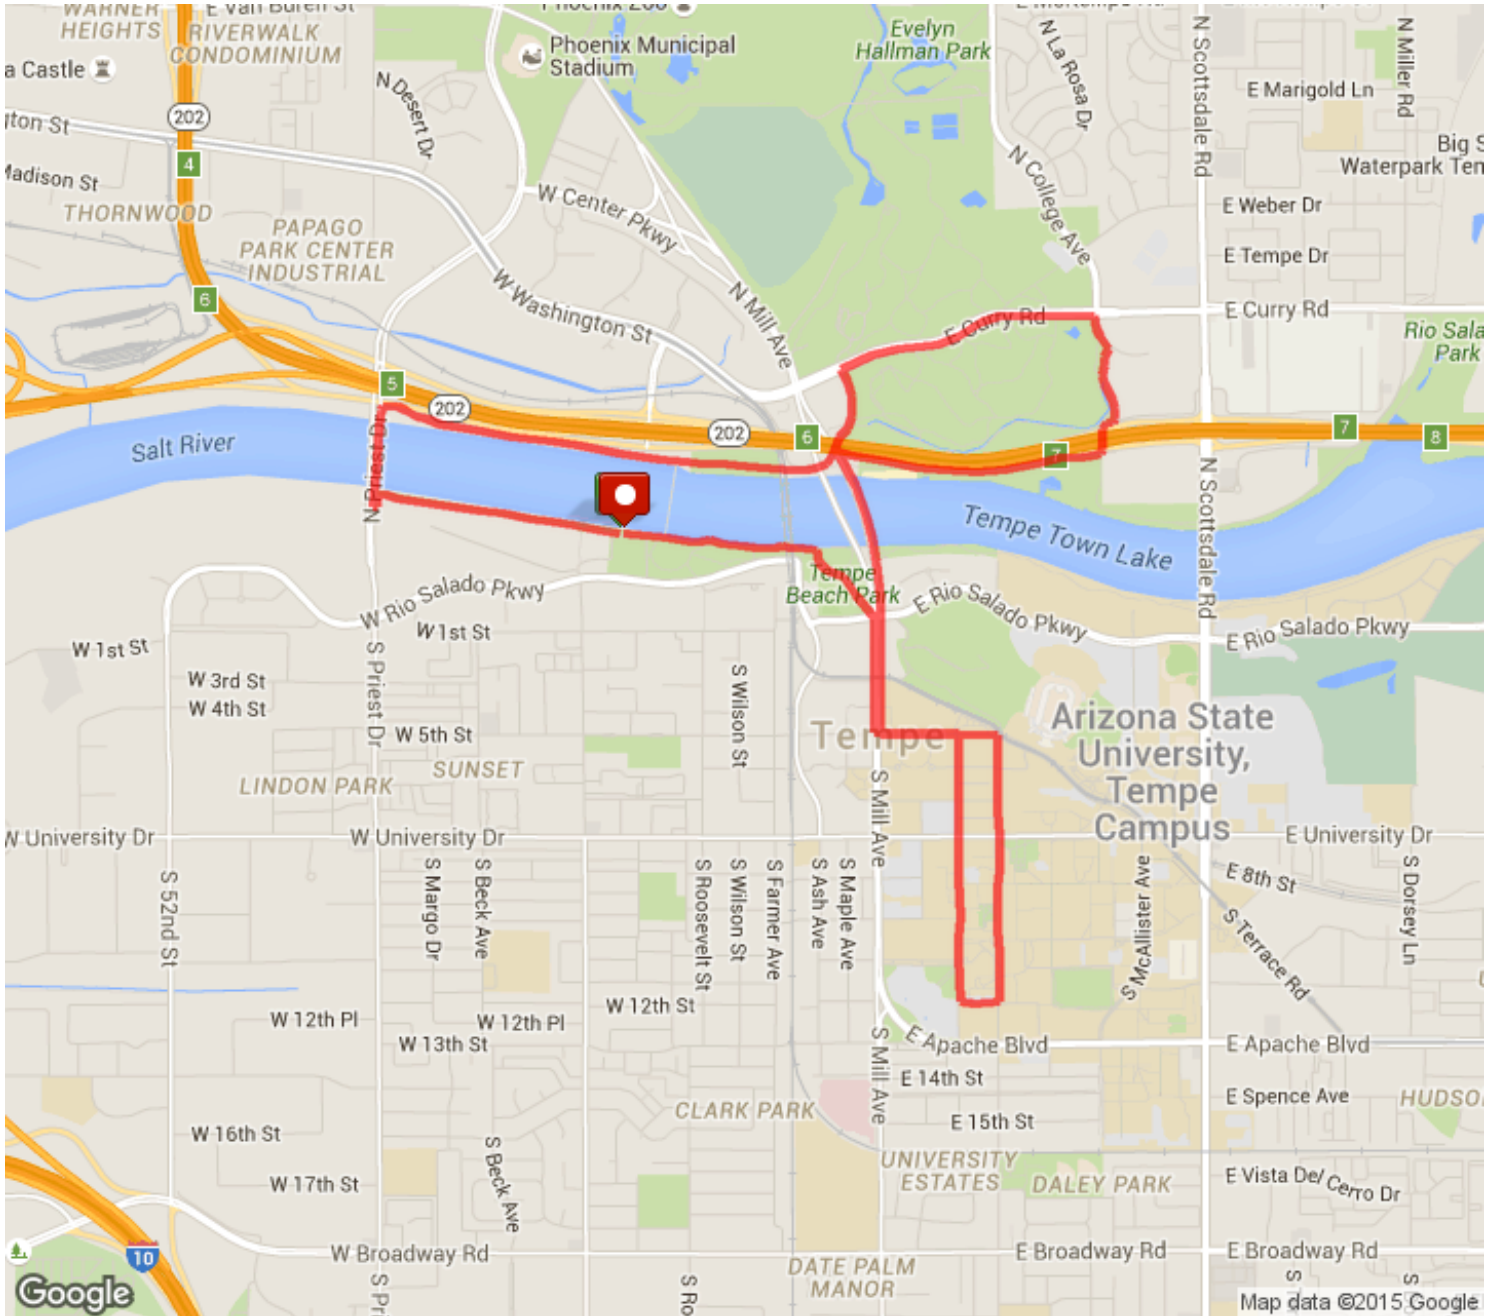 WARNER
HEIGHTS
E Van Buren St
RIVERWALK
CONDOMINIUM
Phoenix Zoo
Phoenix Municipal
Stadium
Evelyn
Hallman Park
N La Rosa Dr
N Scottsdale Rd
N Miller Rd
E Marigold Ln
a Castle
202
N Desert Dr
gton St
4
Big S
Waterpark Tem
Madison St
N College Ave
W Center Pkwy
E Weber Dr
THORNWOOD
PAPAGO
PARK CENTER
INDUSTRIAL
E Tempe Dr
6
W Washington St
N Mill Ave
E Curry Rd
E Curry Rd
Rio Sala
Park
5
202
202
6
7
7
8
Salt River
N Priest Dr
N Scottsdale Rd
Tempe Town Lake
Tempe
Beach Park
W Rio Salado Pkwy
E Rio Salado Pkwy
E Rio Salado Pkwy
W 1st St
W 1st St
S Priest Dr
W 3rd St
W 4th St
S Wilson St
W 5th St
Tempe
Arizona State
University,
Tempe
Campus
SUNSET
LINDON PARK
S Mill Ave
W University Dr
W University Dr
E University Dr
S 52nd St
S Margo Dr
S Beck Ave
S Roosevelt St
S Wilson St
S Farmer Ave
S Ash Ave
S Maple Ave
S McAllister Ave
E 8th St
S Dorsey Ln
S Terrace Rd
W 12th St
W 12th Pl
W 12th Pl
W 13th St
S Mill Ave
E Apache Blvd
E Apache Blvd
E 14th St
E Spence Ave
HUDSO
CLARK PARK
E 15th St
W 16th St
S Beck Ave
UNIVERSITY
ESTATES
DALEY PARK
E Vista Del Cerro Dr
W 17th St
10
W Broadway Rd
E Broadway Rd
E Broadway Rd
DATE PALM
MANOR
S Pri
S Ro
S
S
Google
Map data ©2015 Google